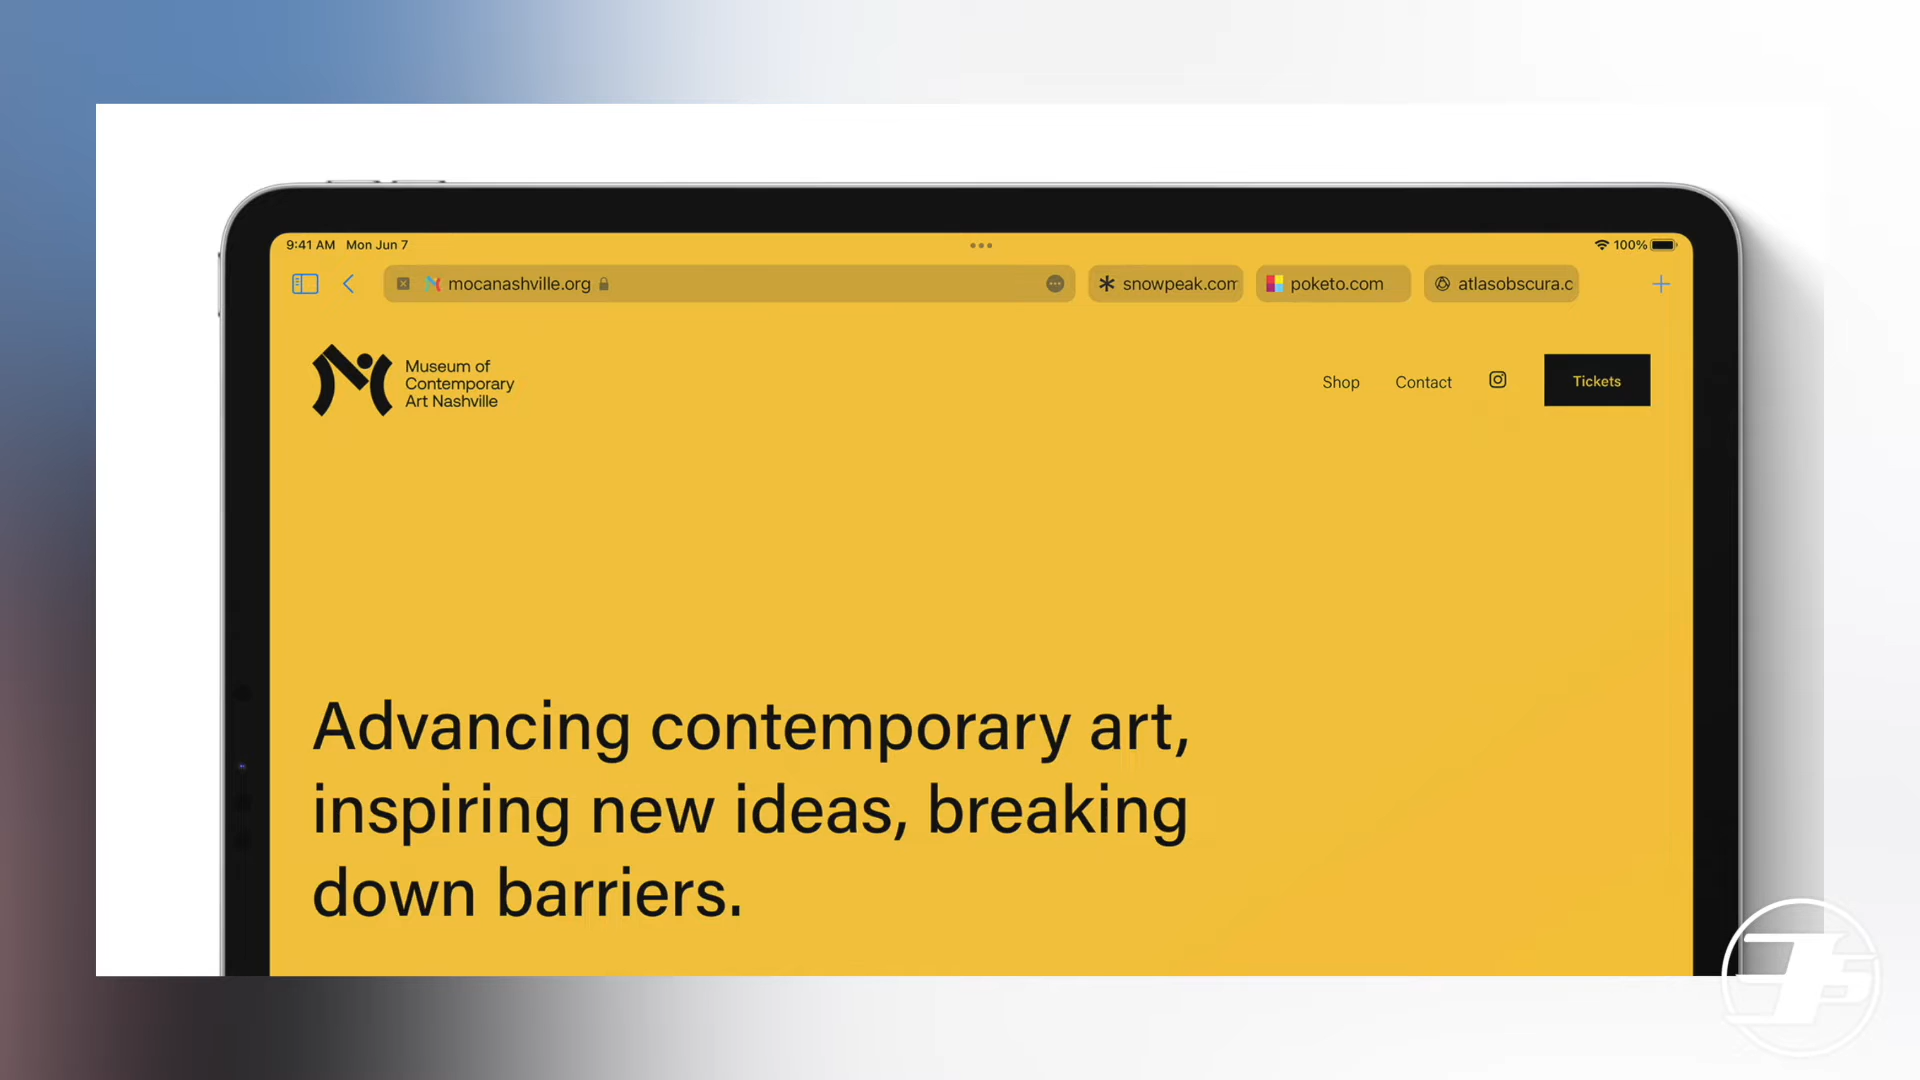 9:41 AM Mon Jun 7 100%
mocanashville.org snowpeak.com poketo.com atlasobscura.c
Museum of
Contemporary
Art Nashville
Shop Contact Tickets
Advancing contemporary art,
inspiring new ideas, breaking
down barriers.